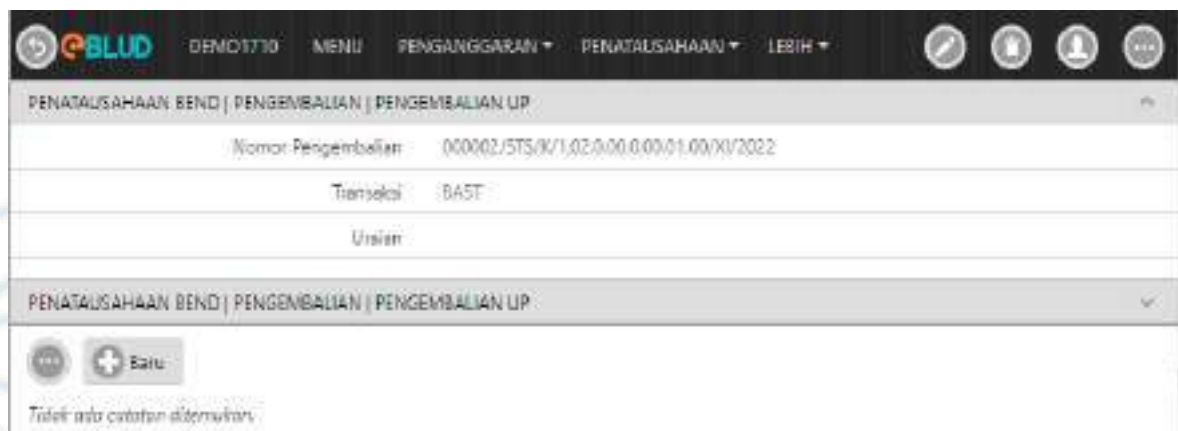 eBLUD DEMO1710 MENU PENGANGGARAN PENATAUSAHAAN LEBIH
PENATAUSAHAAN BEND | PENGEMBALIAN | PENGEMBALIAN UP
Nomor Pengembalian 000002/STS/K/1.02.0.00.0.00.01.00/XI/2022
Transaksi BAST
Uraian
PENATAUSAHAAN BEND | PENGEMBALIAN | PENGEMBALIAN UP
Baru
Tidak ada catatan ditemukan.